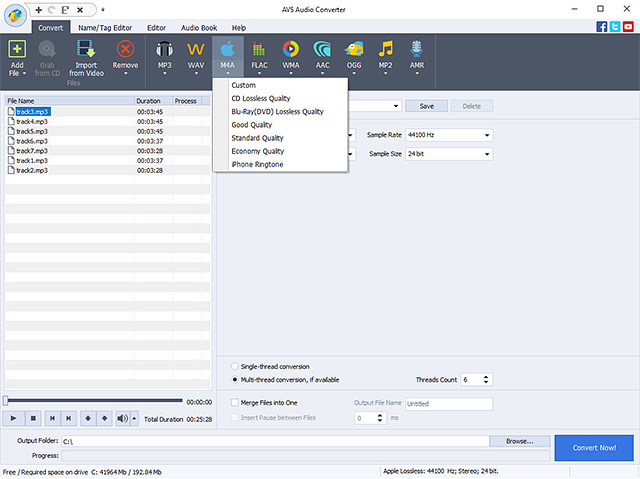 AVS Audio Converter
Convert Name/Tag Editor Editor Audio Book Help
Add File Grab from CD Import from Video Remove MP3 WAV M4A FLAC WMA AAC OGG MP2 AMR
Files
Custom
CD Lossless Quality
Blu-Ray(DVD) Lossless Quality
Good Quality
Standard Quality
Economy Quality
iPhone Ringtone
Save Delete
Sample Rate 44100 Hz
Sample Size 24 bit
File Name Duration Process
track3.mp3 00:03:45
track4.mp3 00:03:45
track5.mp3 00:03:45
track6.mp3 00:03:37
track7.mp3 00:03:28
track1.mp3 00:03:37
track2.mp3 00:03:28
Single-thread conversion
Multi-thread conversion, if available Threads Count 6
Merge Files into One Output File Name Untitled
Insert Pause between Files 0 ms
00:00:00
Total Duration 00:25:28
Output Folder: C:\ Browse...
Progress:
Convert Now!
Free / Required space on drive C: 41964 Mb / 192.84 Mb
Apple Lossless: 44100 Hz; Stereo; 24 bit.